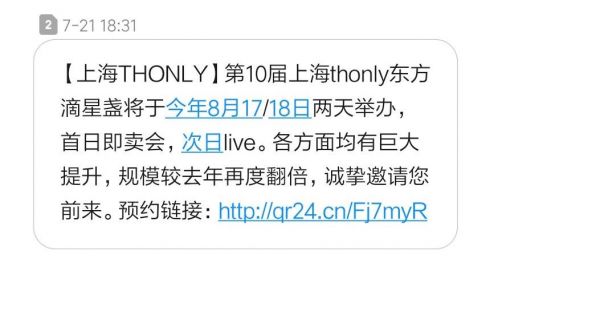 2 7-21 18:31
【上海THONLY】第10届上海thonly东方
滴星盏将于今年8月17/18日两天举办，
首日即卖会，次日live。各方面均有巨大
提升，规模较去年再度翻倍，诚挚邀请您
前来。预约链接：http://qr24.cn/Fj7myR